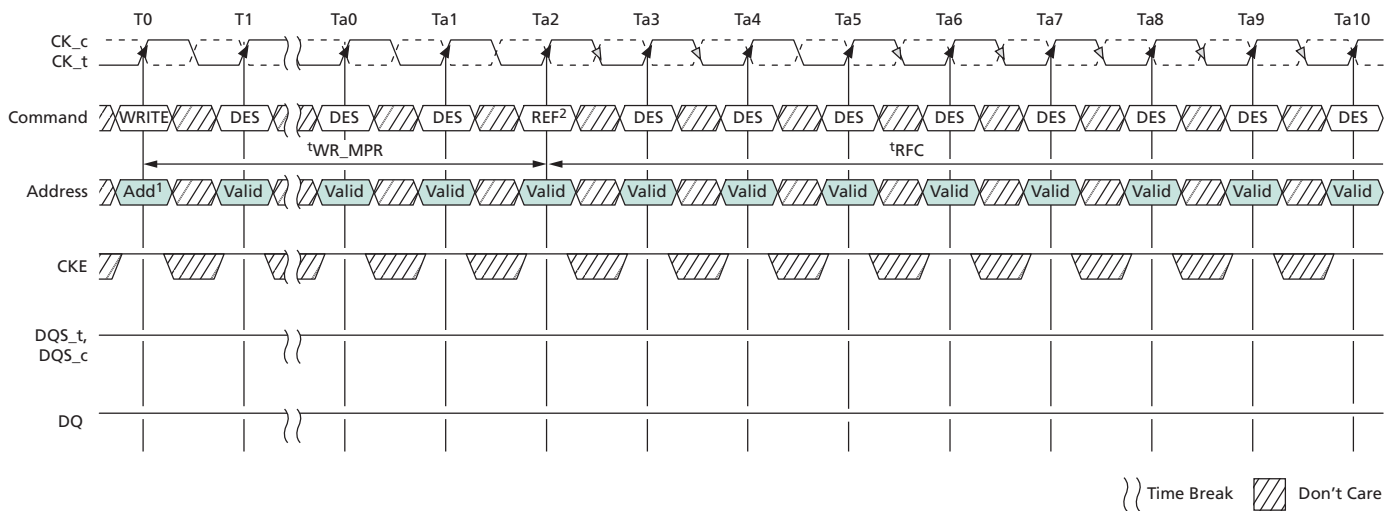 T0 T1 Ta0 Ta1 Ta2 Ta3 Ta4 Ta5 Ta6 Ta7 Ta8 Ta9 Ta10
CK_c
CK_t
Command WRITE DES DES DES REF2 DES DES DES DES DES DES DES DES
tWR_MPR tRFC
Address Add1 Valid Valid Valid Valid Valid Valid Valid Valid Valid Valid Valid Valid
CKE
DQS_t,
DQS_c
DQ
Time Break Don't Care